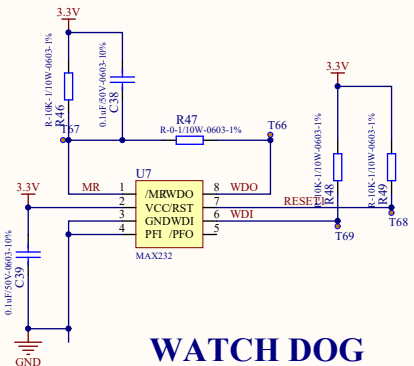 3.3V
R-10K-1/10W-0603-1%
R46
0.1uF/50V-0603-10%
C38
T67
R47
R-0-1/10W-0603-1%
T66
3.3V
R-10K-1/10W-0603-1%
R48
R-10K-1/10W-0603-1%
R49
U7
3.3V
MR 1 /MR WDO 8 WDO
2 VCC /RST 7 RESET1
3 GND WDI 6 WDI
4 PFI /PFO 5
T69
T68
MAX232
0.1uF/50V-0603-10%
C39
GND
WATCH DOG